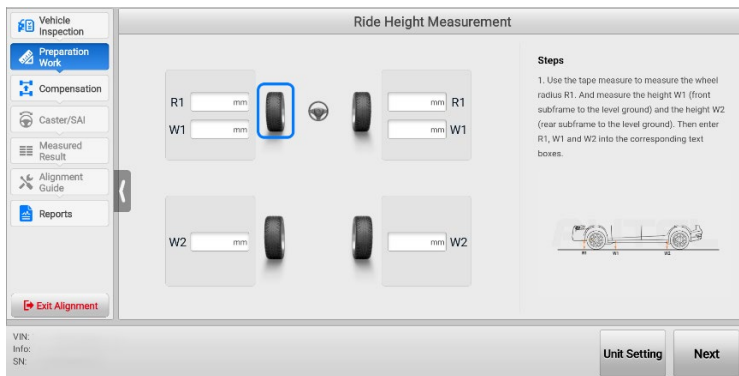 Vehicle
Inspection
Preparation
Work
Compensation
Caster/SAI
Measured
Result
Alignment
Guide
Reports
Exit Alignment
Ride Height Measurement
R1 mm
mm R1
W1 mm
mm W1
W2 mm
mm W2
Steps
1. Use the tape measure to measure the wheel
radius R1. And measure the height W1 (front
subframe to the level ground) and the height W2
(rear subframe to the level ground). Then enter
R1, W1 and W2 into the corresponding text
boxes.
R1 W1 W2
VIN:
Info:
SN:
Unit Setting
Next